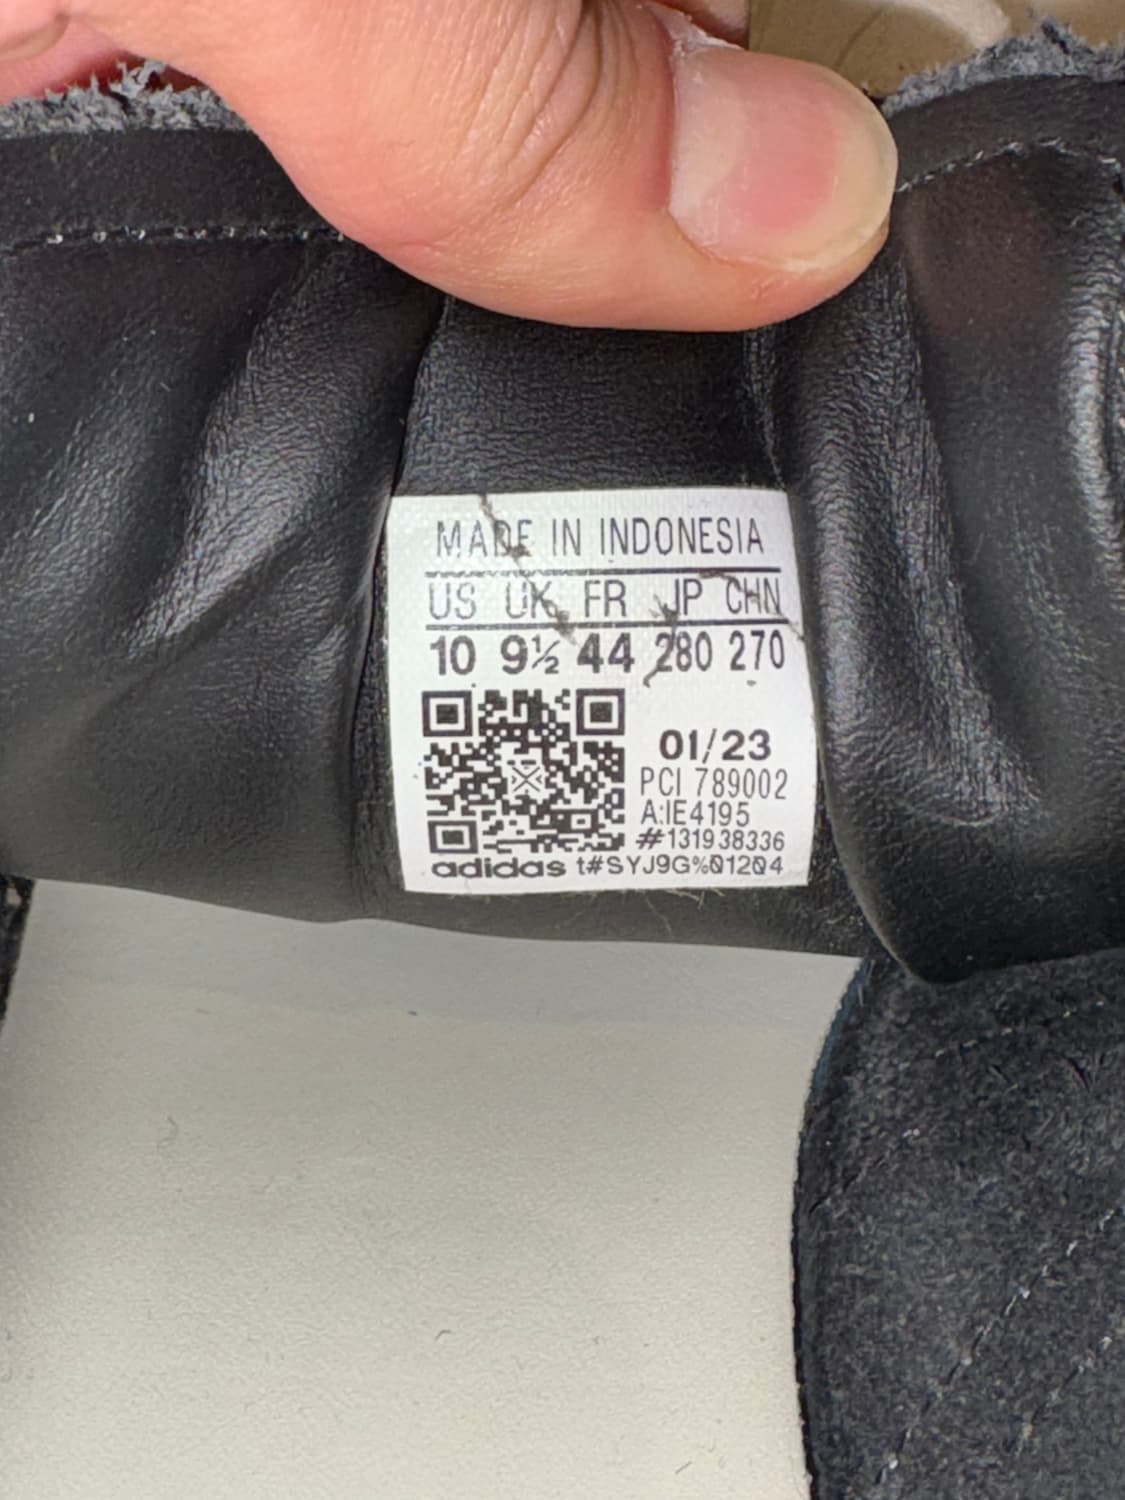 MADE IN INDONESIA
US UK FR JP CHN
10 9½ 44 280 270
01/23
PCI 789002
A:IE4195
#131938336
adidas t#SYJ9G%01204